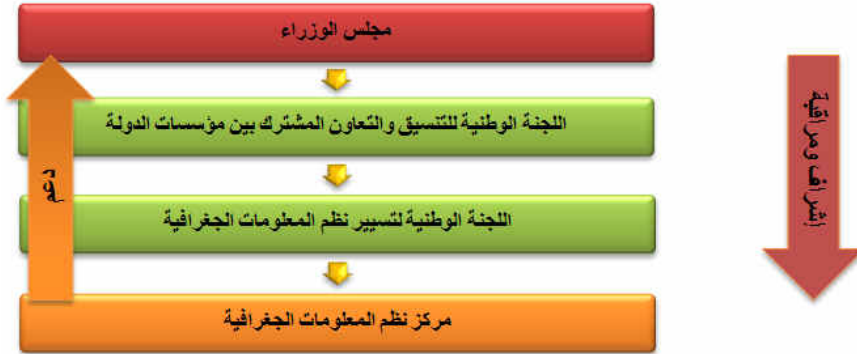 مجلس الوزراء
اللجنة الوطنية للتنسيق والتعاون المشترك بين مؤسسات الدولة
اللجنة الوطنية لتسيير نظم المعلومات الجغرافية
مركز نظم المعلومات الجغرافية
دعم
إشراف ومراقبة